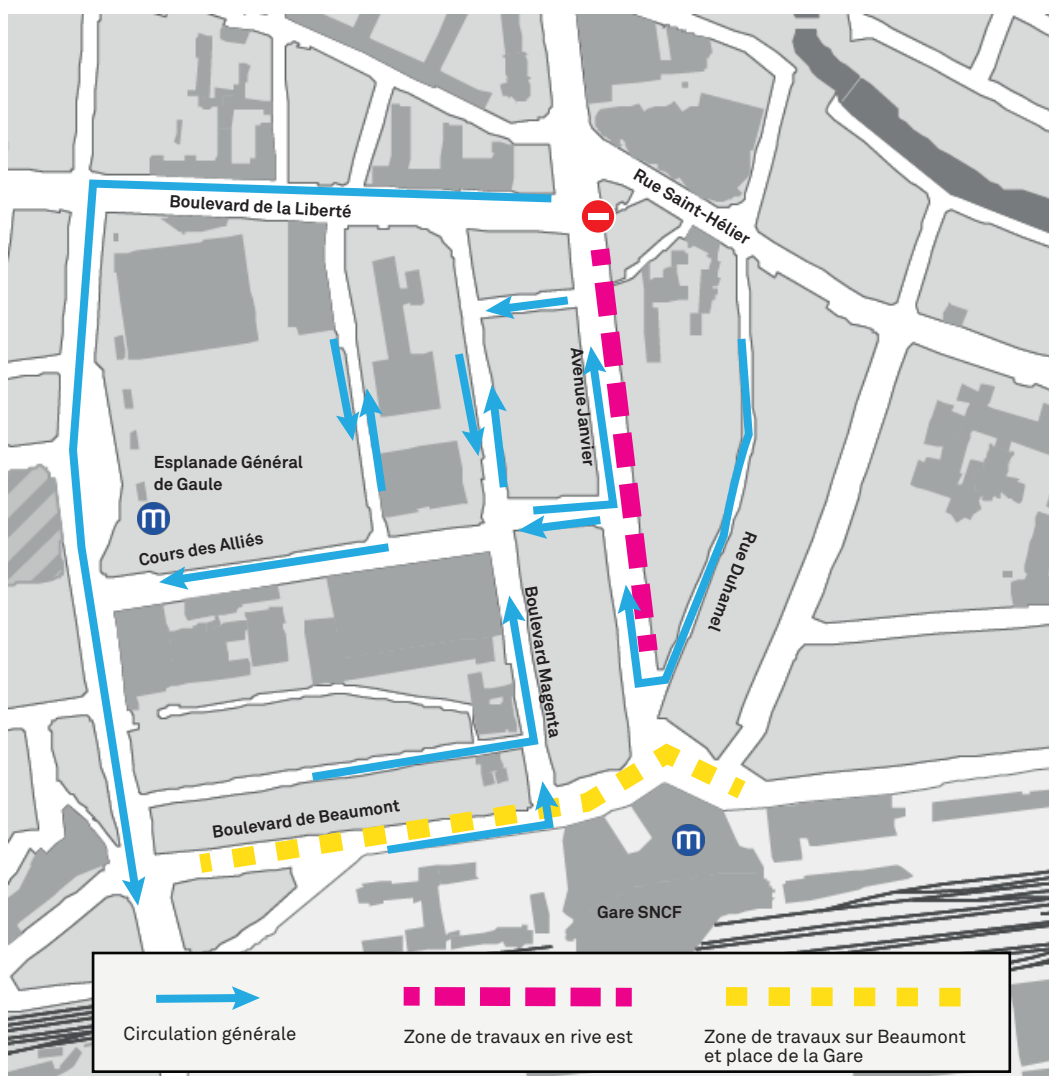 Rue Saint-Hélier
Boulevard de la Liberté
Avenue Janvier
Esplanade Général
de Gaule
m
Cours des Alliés
Rue Duhamel
Boulevard Magenta
Boulevard de Beaumont
m
Gare SNCF
Circulation générale
Zone de travaux en rive est
Zone de travaux sur Beaumont
et place de la Gare